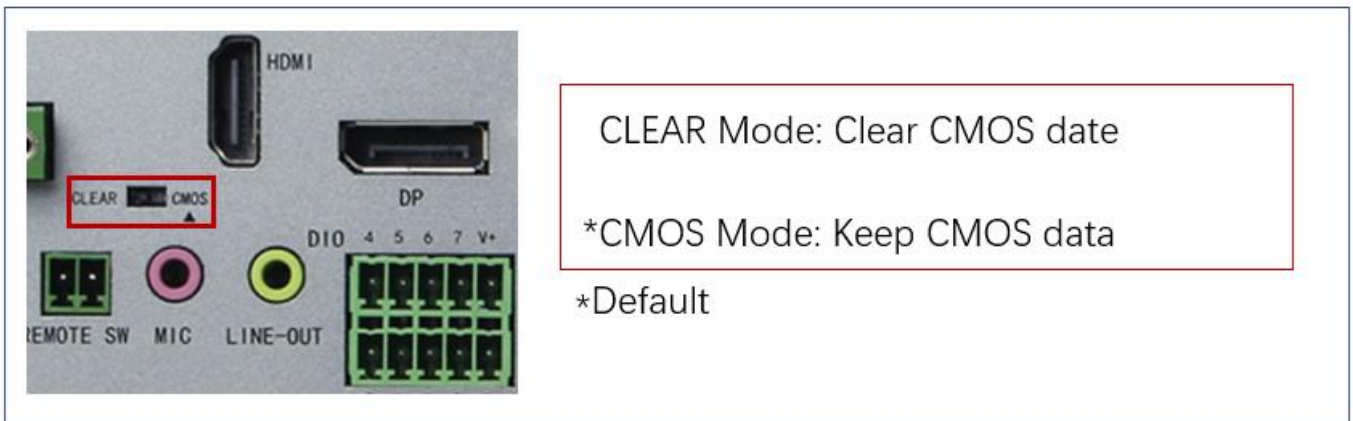 HDMI
DP
CLEAR CMOS
DIO 4 5 6 7 V+
REMOTE SW MIC LINE-OUT
CLEAR Mode: Clear CMOS date
*CMOS Mode: Keep CMOS data
*Default